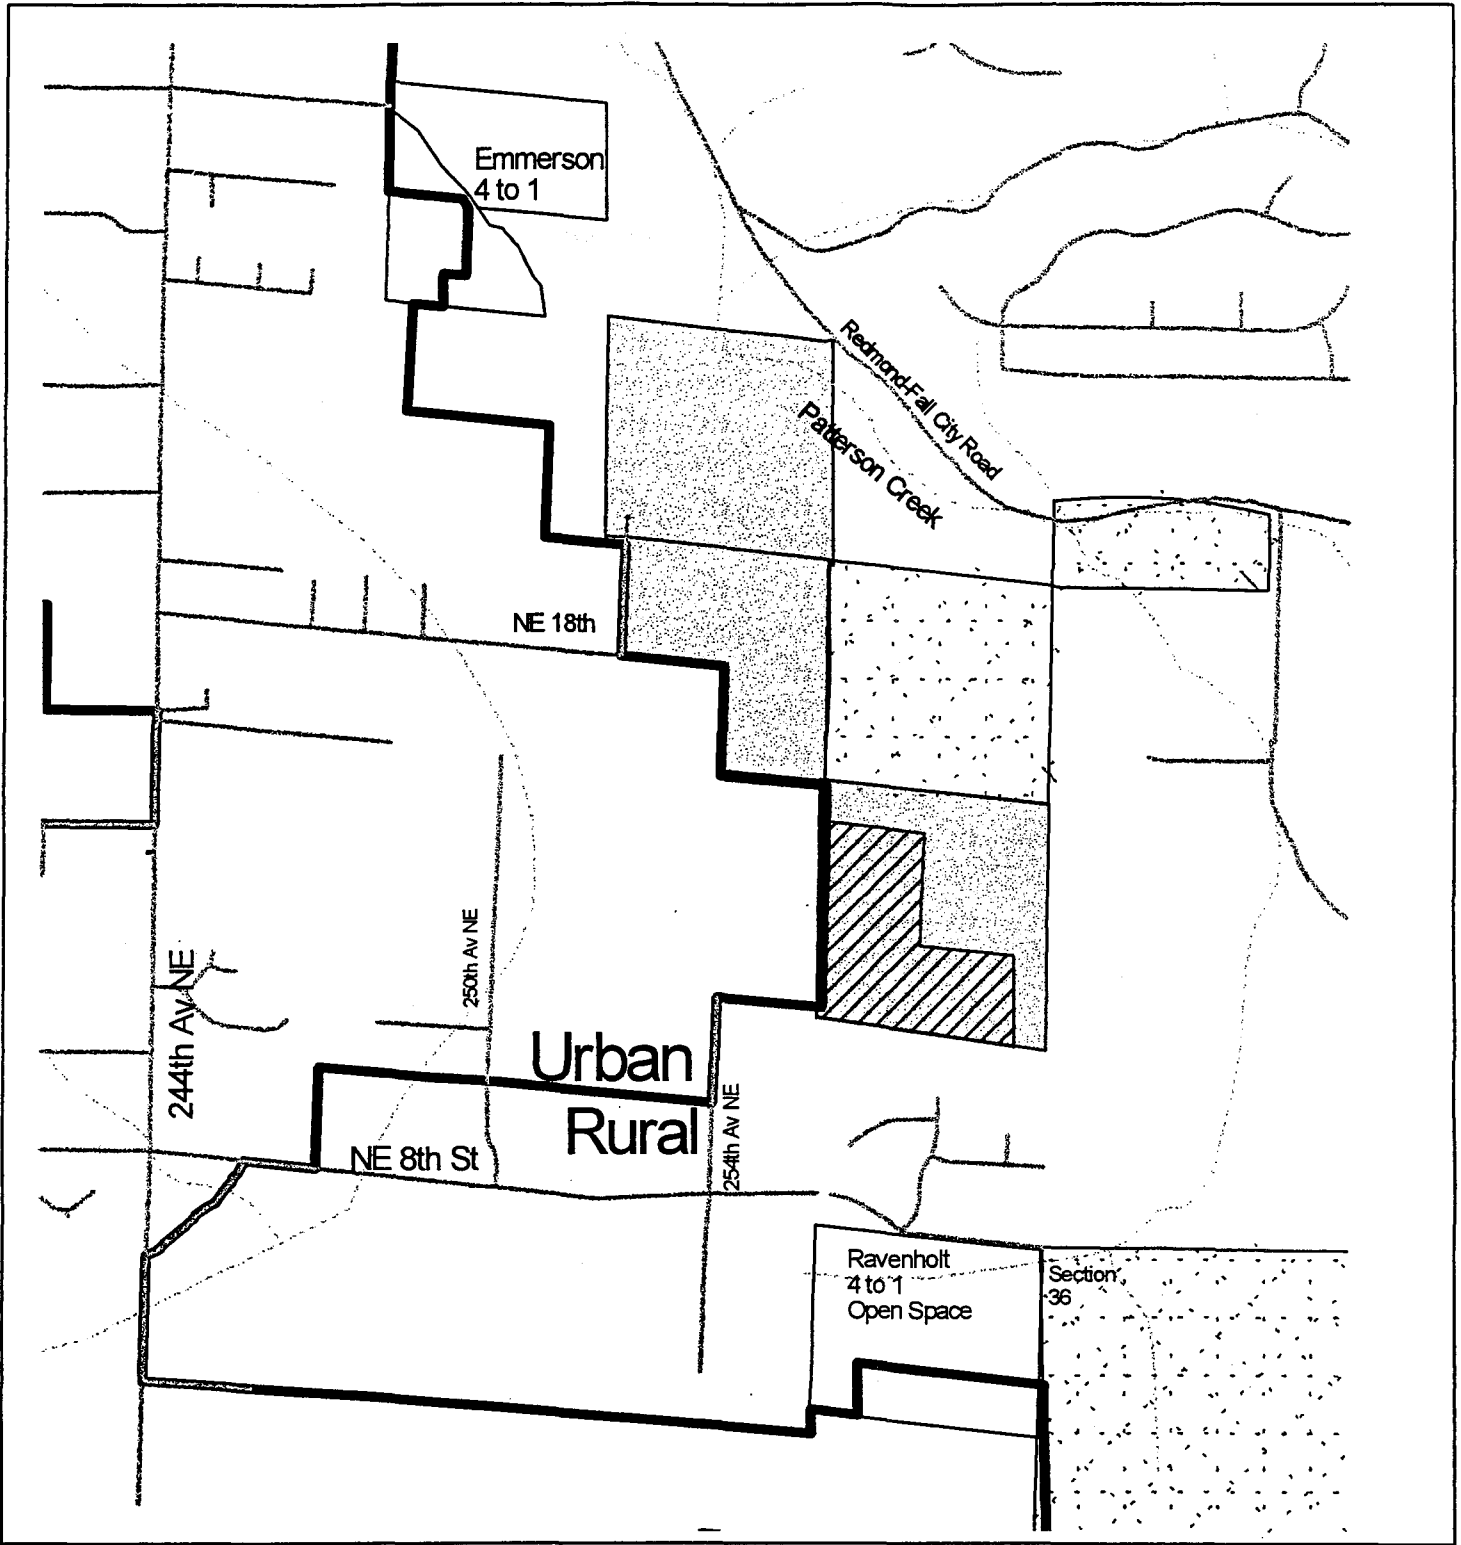 Emmerson
4 to 1
Redmond-Fall City Road
Patterson Creek
NE 18th
250th Av NE
244th Av NE
Urban
Rural
254th Av NE
NE 8th St
Ravenholt
4 to 1
Open Space
Section
36